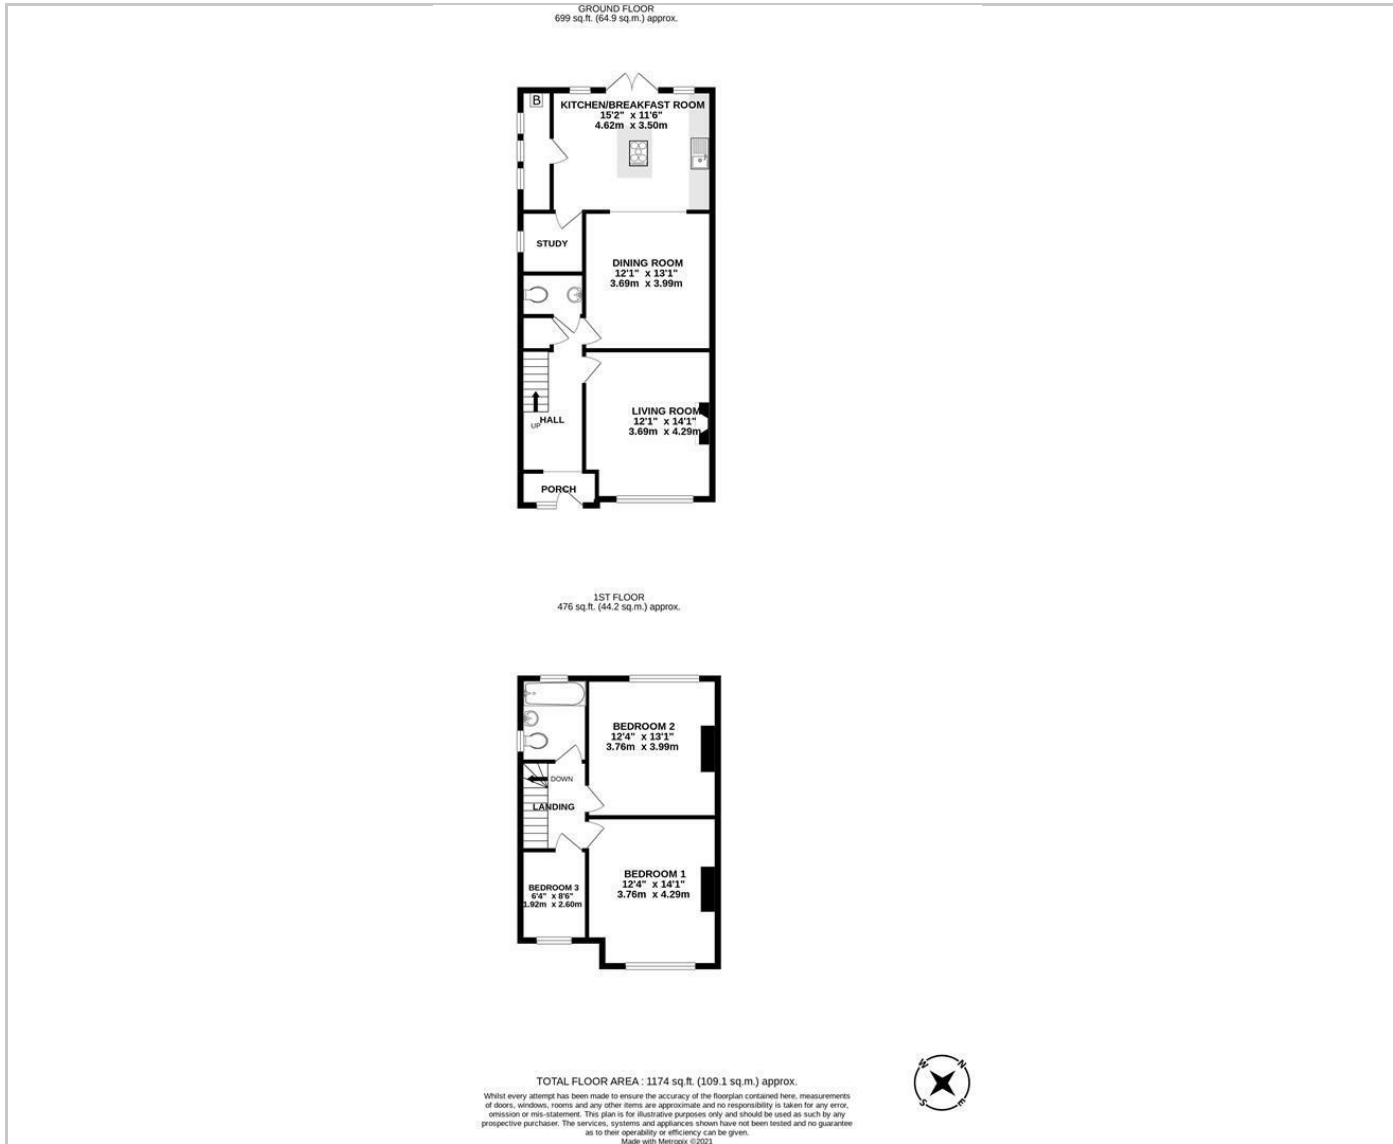 GROUND FLOOR
699 sq.ft. (64.9 sq.m.) approx.
B
KITCHEN/BREAKFAST ROOM
15'2" x 11'6"
4.62m x 3.50m
STUDY
DINING ROOM
12'1" x 13'1"
3.69m x 3.99m
LIVING ROOM
12'1" x 14'1"
3.69m x 4.29m
HALL
UP
PORCH
1ST FLOOR
476 sq.ft. (44.2 sq.m.) approx.
BEDROOM 2
12'4" x 13'1"
3.76m x 3.99m
DOWN
LANDING
BEDROOM 1
12'4" x 14'1"
3.76m x 4.29m
BEDROOM 3
6'4" x 8'6"
1.92m x 2.60m
W N
S E
TOTAL FLOOR AREA : 1174 sq.ft. (109.1 sq.m.) approx.
Whilst every attempt has been made to ensure the accuracy of the floorplan contained here, measurements
of doors, windows, rooms and any other items are approximate and no responsibility is taken for any error,
omission or mis-statement. This plan is for illustrative purposes only and should be used as such by any
prospective purchaser. The services, systems and appliances shown have not been tested and no guarantee
as to their operability or efficiency can be given.
Made with Metropix ©2021